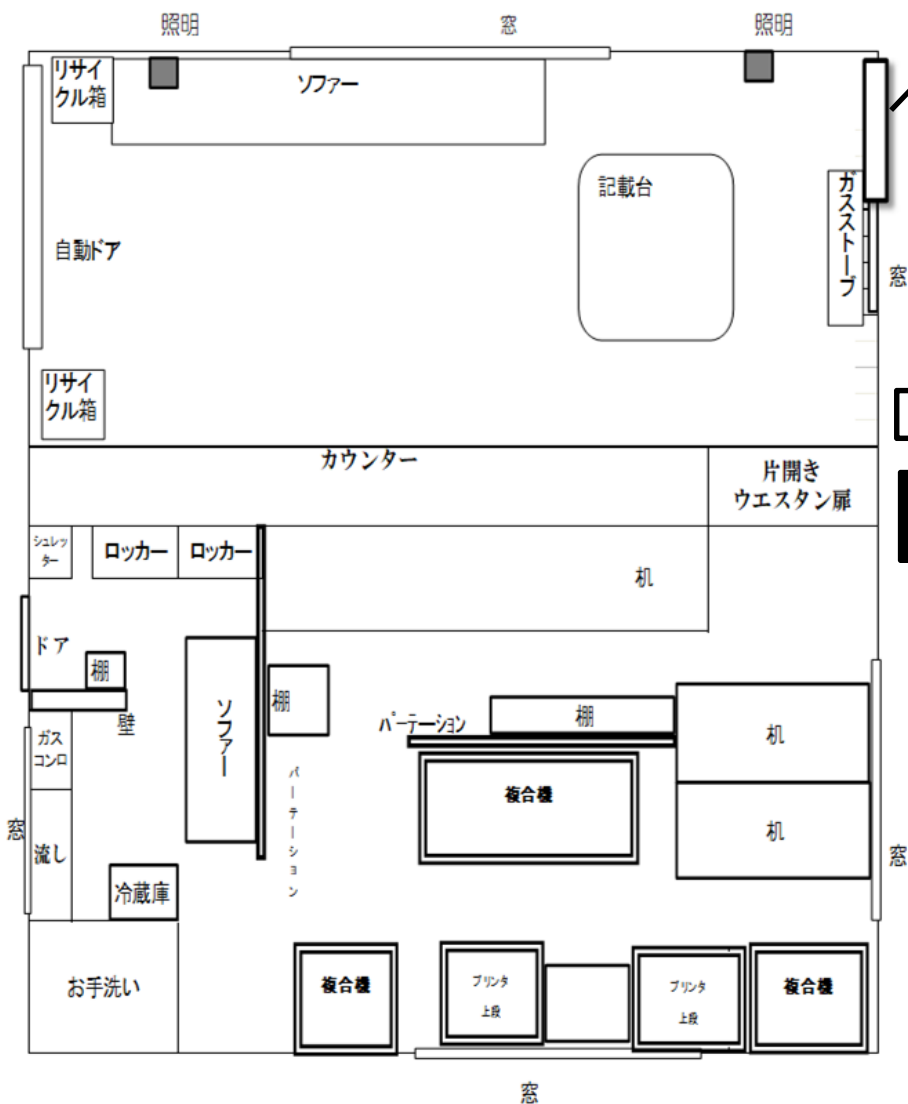 照明
窓
照明
リサイ
クル箱
ソファー
記載台
ガスストーブ
自動ドア
窓
リサイ
クル箱
カウンター
片開き
ウエスタン扉
シュレッ
ター
ロッカー
ロッカー
机
ドア
棚
壁
ソファー
棚
パーテーション
棚
机
ガス
コンロ
パーテーション
複合機
机
窓
流し
窓
冷蔵庫
お手洗い
複合機
プリンタ
上段
プリンタ
上段
複合機
窓